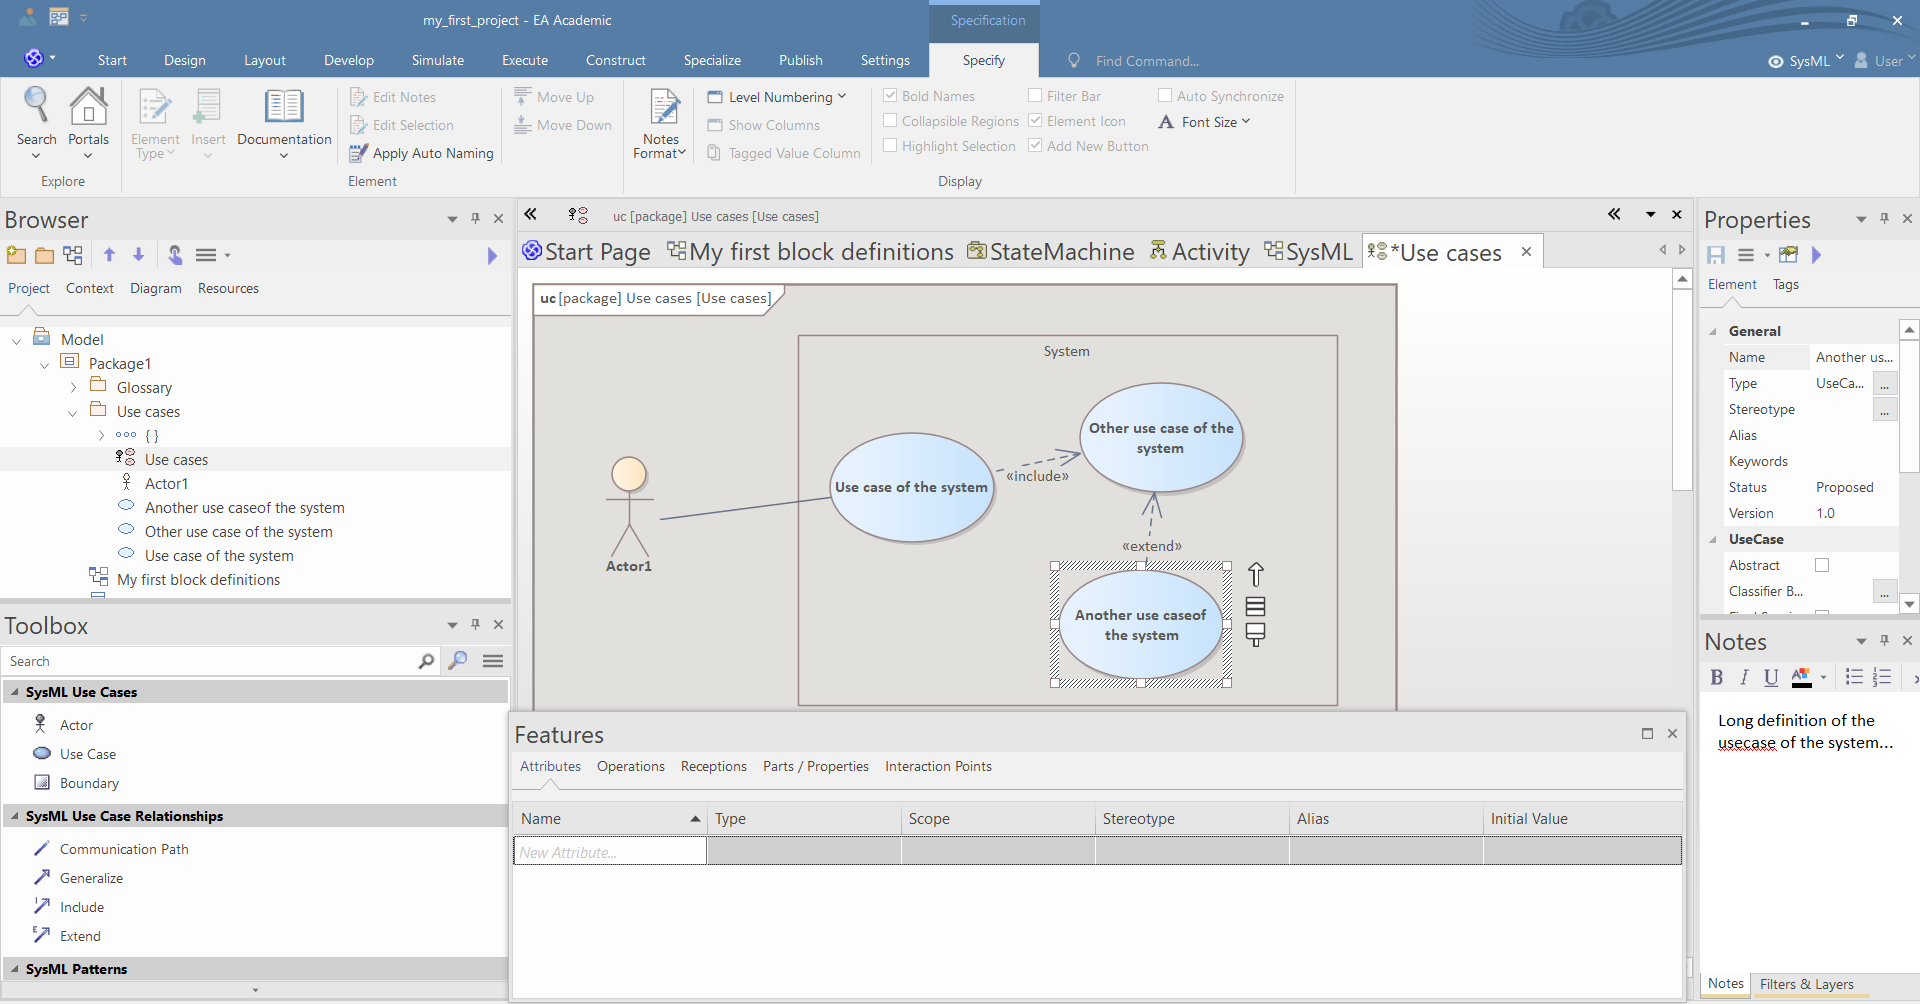 my_first_project - EA Academic
Specification
Start Design Layout Develop Simulate Execute Construct Specialize Publish Settings Specify Find Command... SysML User
Search Portals Element Type Insert Documentation
Edit Notes
Edit Selection
Apply Auto Naming
Move Up
Move Down
Notes Format
Level Numbering
Show Columns
Tagged Value Column
Bold Names Filter Bar Auto Synchronize
Collapsible Regions Element Icon Font Size
Highlight Selection Add New Button
Explore Element Display
Browser
Project Context Diagram Resources
Model
Package1
Glossary
Use cases
{ }
Use cases
Actor1
Another use caseof the system
Other use case of the system
Use case of the system
My first block definitions
Toolbox
Search
SysML Use Cases
Actor
Use Case
Boundary
SysML Use Case Relationships
Communication Path
Generalize
Include
Extend
SysML Patterns
uc [package] Use cases [Use cases]
Start Page My first block definitions StateMachine Activity SysML *Use cases
uc [package] Use cases [Use cases]
System
Other use case of the
system
Use case of the system
«include»
«extend»
Actor1
Another use caseof
the system
Features
Attributes Operations Receptions Parts / Properties Interaction Points
Name Type Scope Stereotype Alias Initial Value
New Attribute...
Properties
Element Tags
General
Name Another us...
Type UseCa... ...
Stereotype ...
Alias
Keywords
Status Proposed
Version 1.0
UseCase
Abstract
Classifier B... ...
Notes
B I U A
Long definition of the
usecase of the system...
Notes Filters & Layers